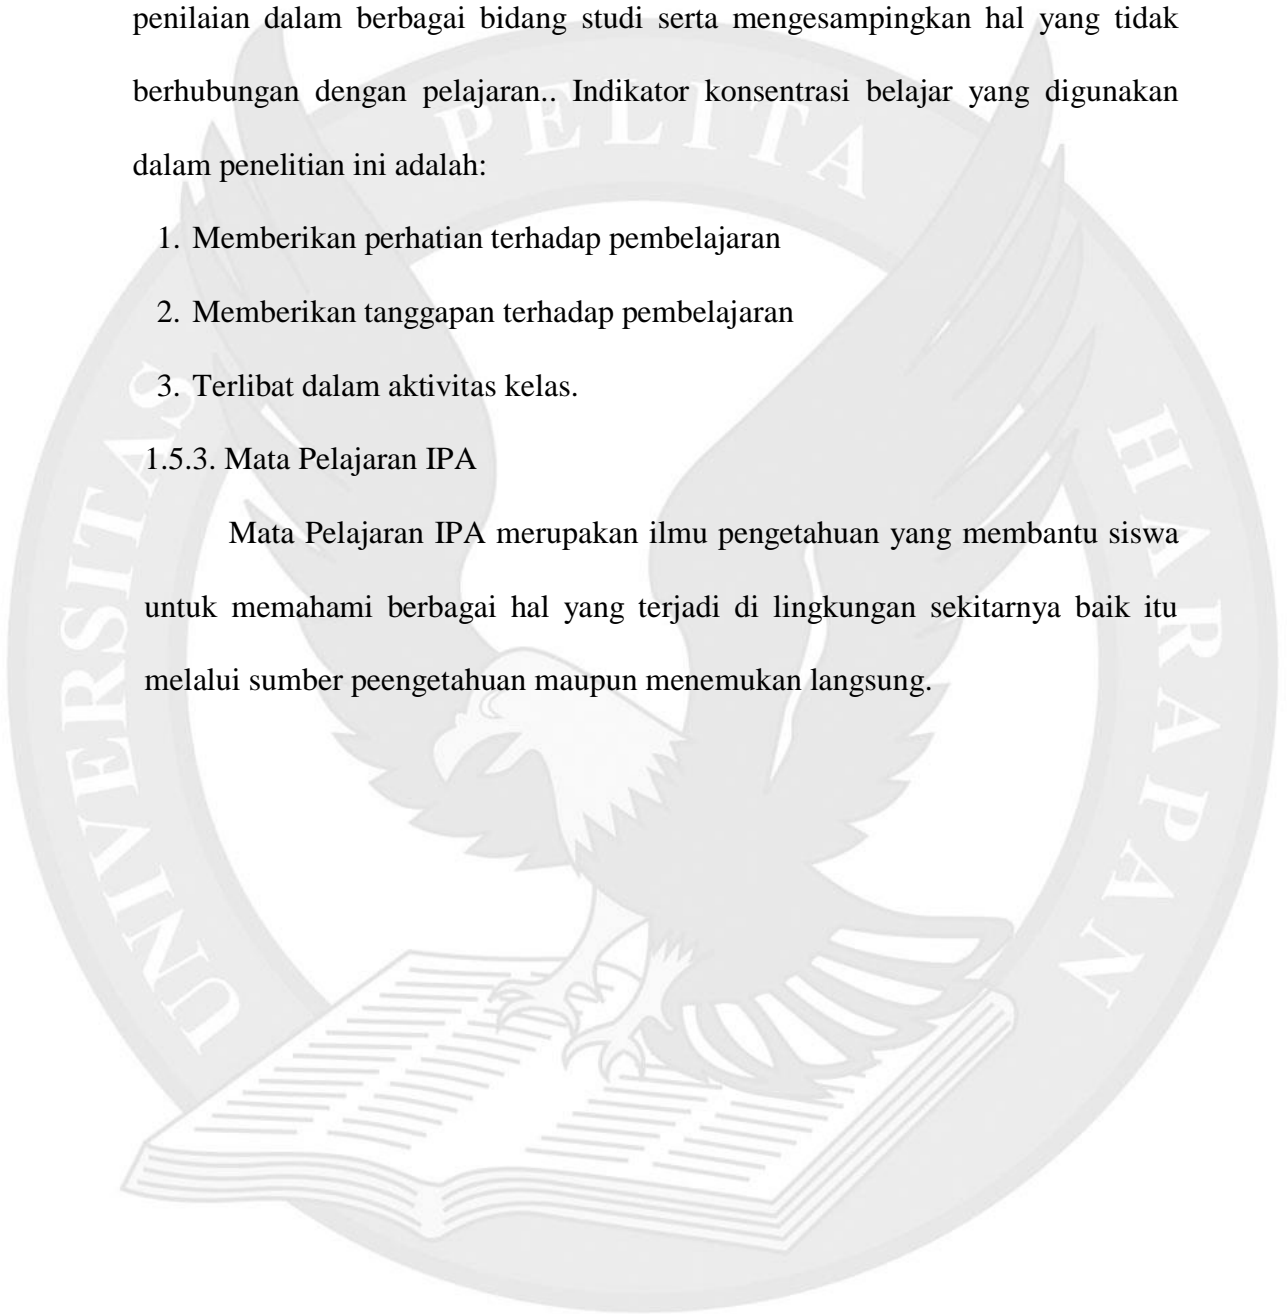 penilaian dalam berbagai bidang studi serta mengesampingkan hal yang tidak
berhubungan dengan pelajaran.. Indikator konsentrasi belajar yang digunakan
dalam penelitian ini adalah:
1. Memberikan perhatian terhadap pembelajaran
2. Memberikan tanggapan terhadap pembelajaran
3. Terlibat dalam aktivitas kelas.
1.5.3. Mata Pelajaran IPA
Mata Pelajaran IPA merupakan ilmu pengetahuan yang membantu siswa
untuk memahami berbagai hal yang terjadi di lingkungan sekitarnya baik itu
melalui sumber peengetahuan maupun menemukan langsung.
UNIVERSITAS PELITA HARAPAN